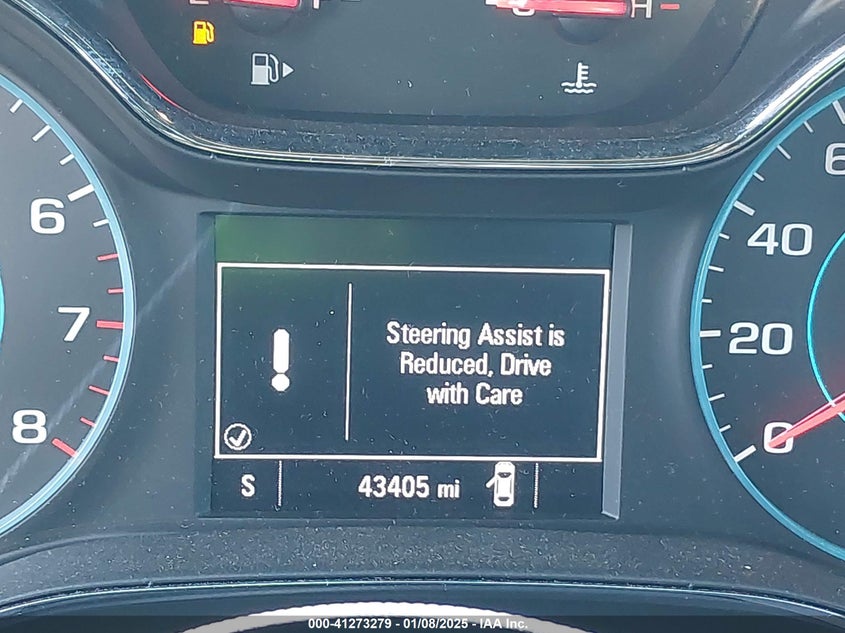 H
6
7
8
6
40
20
0
Steering Assist is
Reduced, Drive
with Care
S 43405 mi
000-41273279 - 01/08/2025 - IAA Inc.